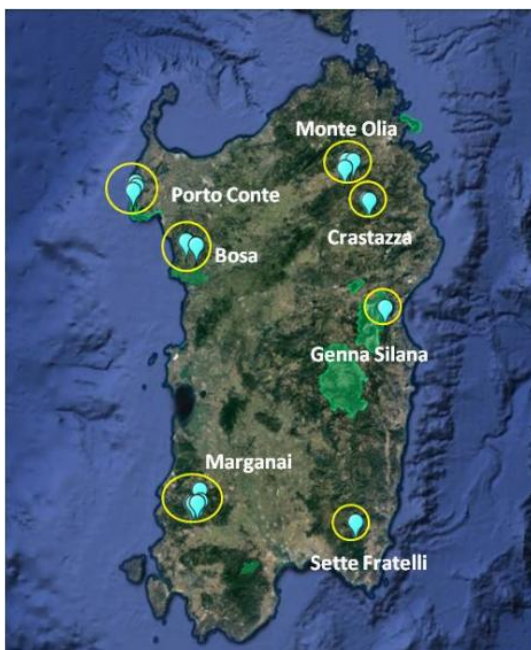 Monte Olia
Porto Conte
Crastazza
Bosa
Genna Silana
Marganai
Sette Fratelli